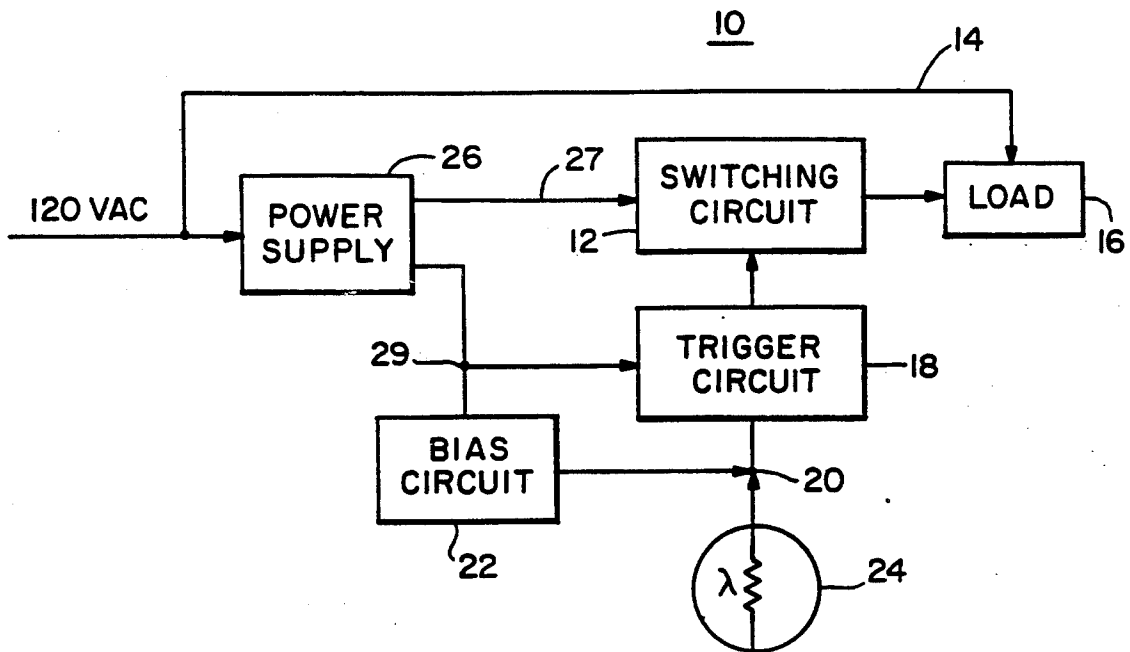 10
14
120 VAC
26
POWER
SUPPLY
27
SWITCHING
CIRCUIT
12
LOAD
16
29
TRIGGER
CIRCUIT
18
BIAS
CIRCUIT
22
20
λ
24